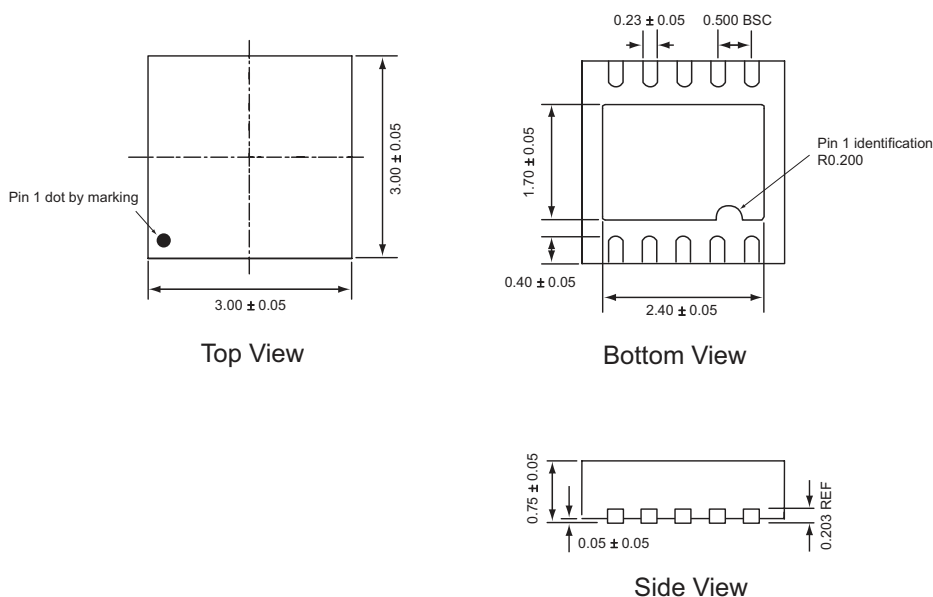 0.23 ± 0.05
0.500 BSC
3.00 ± 0.05
1.70 ± 0.05
Pin 1 identification
R0.200
Pin 1 dot by marking
0.40 ± 0.05
3.00 ± 0.05
2.40 ± 0.05
Top View
Bottom View
0.75 ± 0.05
0.203 REF
0.05 ± 0.05
Side View